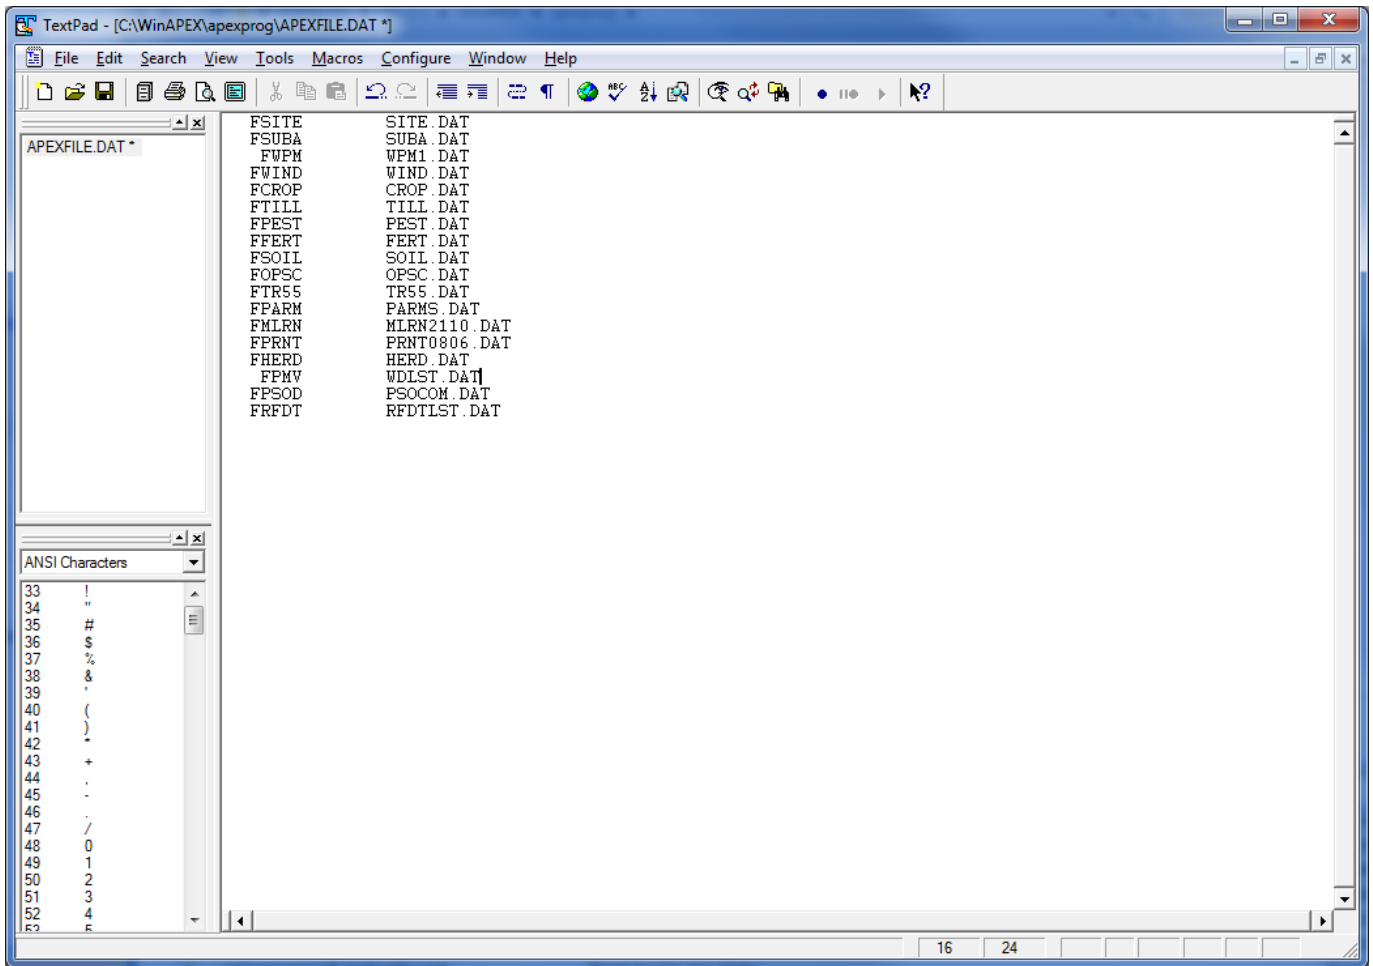 TextPad - [C:\WinAPEX\apexprog\APEXFILE.DAT *]
File Edit Search View Tools Macros Configure Window Help
APEXFILE.DAT *
FSITE SITE.DAT
FSUBA SUBA.DAT
FWPM WPM1.DAT
FWIND WIND.DAT
FCROP CROP.DAT
FTILL TILL.DAT
FPEST PEST.DAT
FFERT FERT.DAT
FSOIL SOIL.DAT
FOPSC OPSC.DAT
FTR55 TR55.DAT
FPARM PARMS.DAT
FMLRN MLRN2110.DAT
FPRNT PRNT0806.DAT
FHERD HERD.DAT
FPMV WDLST.DAT
FPSOD PSOCOM.DAT
FRFDT RFDTLST.DAT
ANSI Characters
33 !
34 "
35 #
36 $
37 %
38 &
39 '
40 (
41 )
42 *
43 +
44 ,
45 -
46 .
47 /
48 0
49 1
50 2
51 3
52 4
53 5
16 24